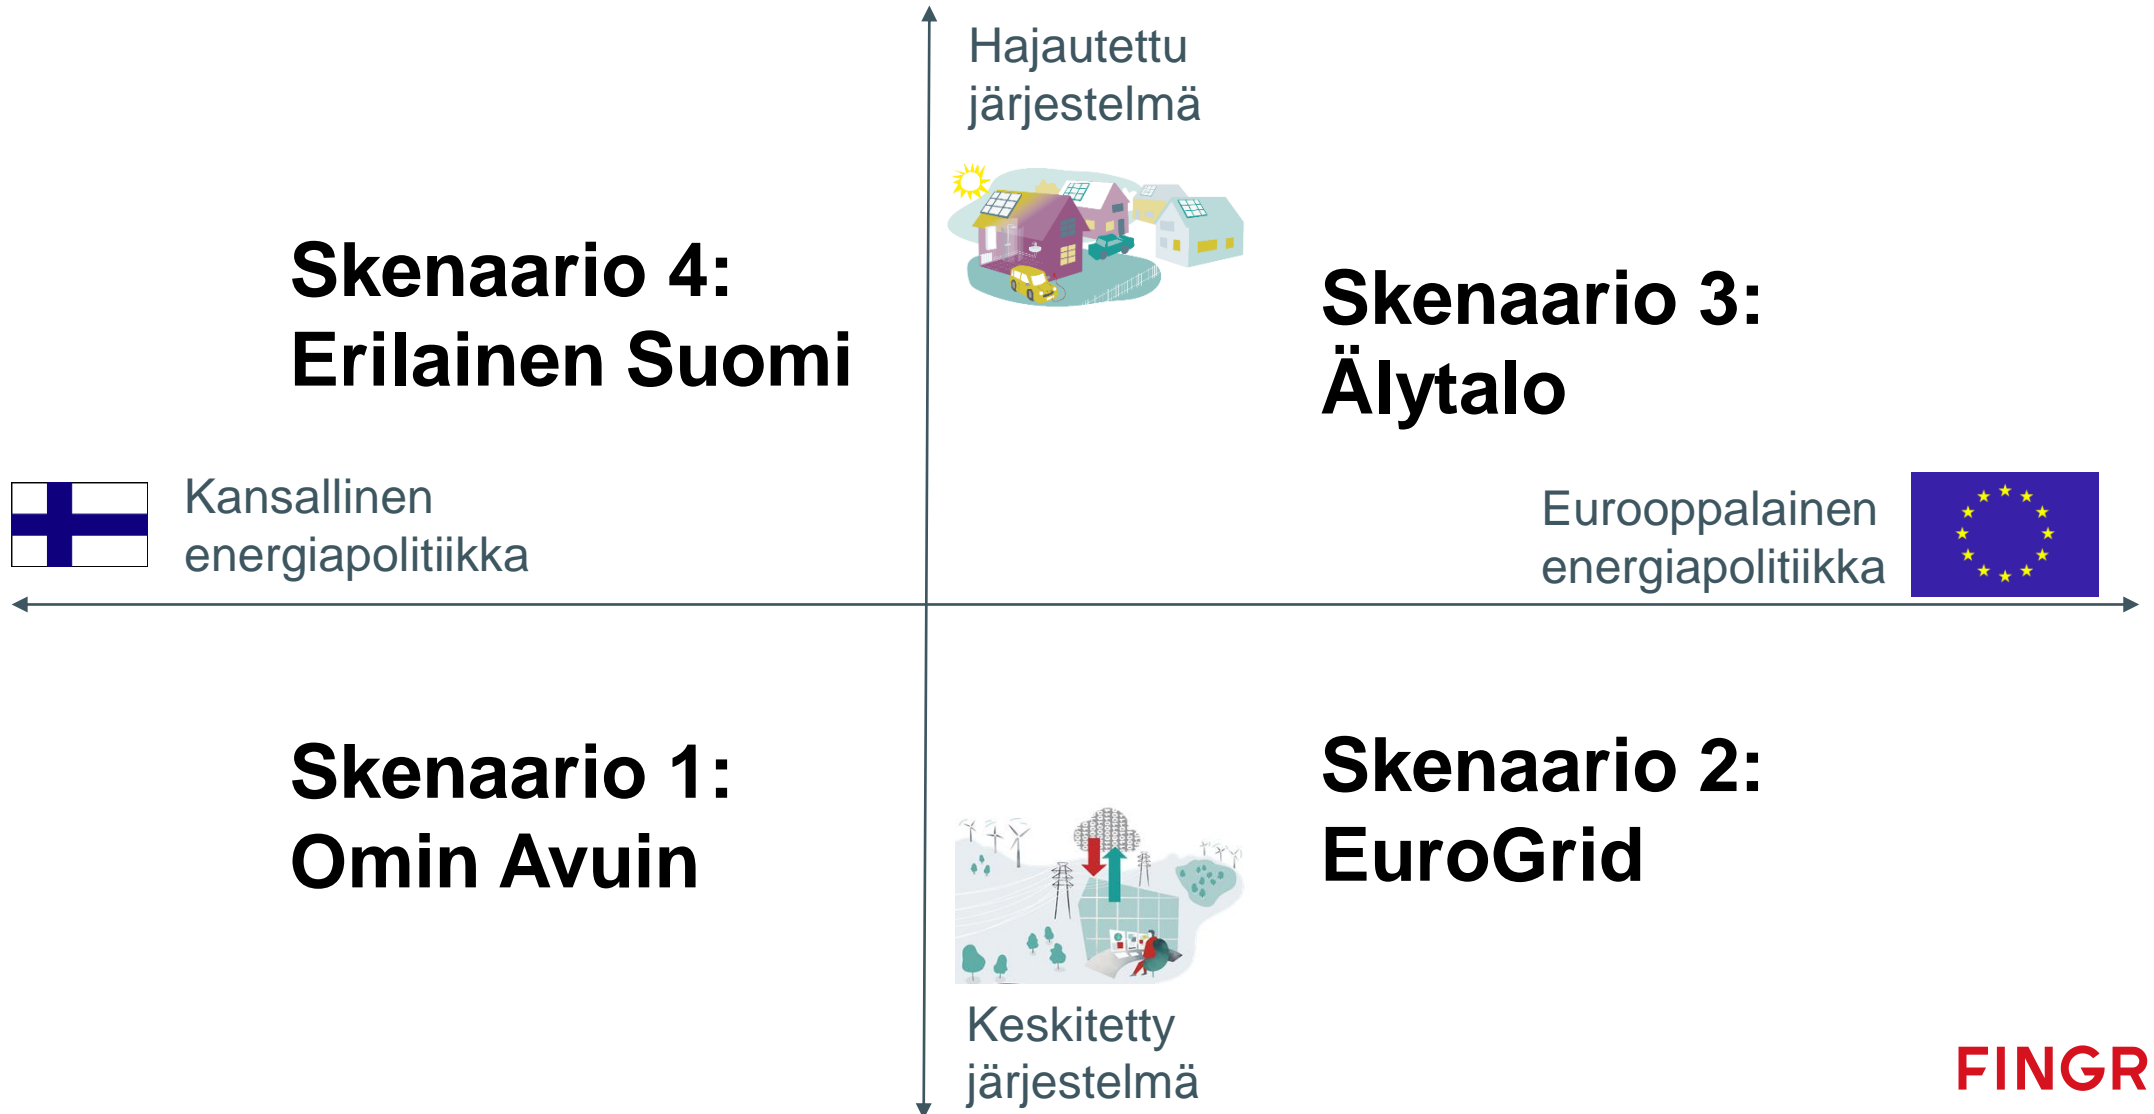 Hajautettu
järjestelmä
Skenaario 4:
Erilainen Suomi
Skenaario 3:
Älytalo
Kansallinen
energiapolitiikka
Eurooppalainen
energiapolitiikka
Skenaario 1:
Omin Avuin
Skenaario 2:
EuroGrid
Keskitetty
järjestelmä
FINGR